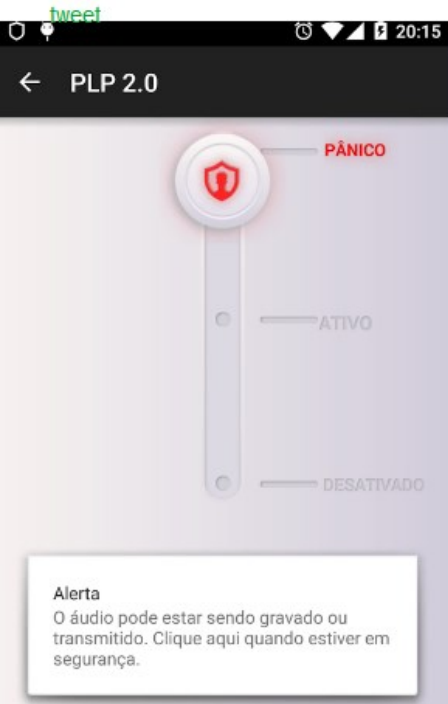 tweet
20:15
PLP 2.0
PÂNICO
ATIVO
DESATIVADO
Alerta
O áudio pode estar sendo gravado ou
transmitido. Clique aqui quando estiver em
segurança.